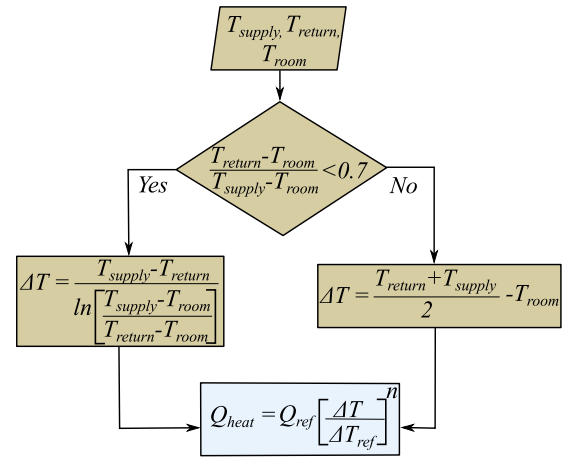 T_supply, T_return,
T_room
T_return-T_room
T_supply-T_room
<0.7
Yes
No
ΔT = T_supply-T_return
ln[T_supply-T_room
T_return-T_room]
ΔT = T_return+T_supply
2
-T_room
Q_heat = Q_ref [ΔT
ΔT_ref]^n